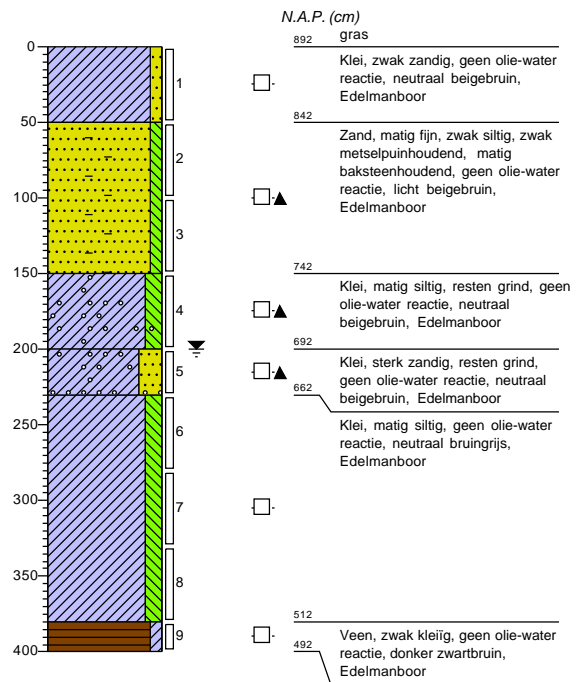 N.A.P. (cm)
0
892
gras
Klei, zwak zandig, geen olie-water
reactie, neutraal beigebruin,
Edelmanboor
1
50
842
Zand, matig fijn, zwak siltig, zwak
metselpuinhoudend, matig
baksteenhoudend, geen olie-water
reactie, licht beigebruin,
Edelmanboor
2
100
3
150
742
Klei, matig siltig, resten grind, geen
olie-water reactie, neutraal
beigebruin, Edelmanboor
4
200
692
Klei, sterk zandig, resten grind,
geen olie-water reactie, neutraal
beigebruin, Edelmanboor
5
662
Klei, matig siltig, geen olie-water
reactie, neutraal bruingrijs,
Edelmanboor
250
6
300
7
350
8
512
Veen, zwak kleiïg, geen olie-water
reactie, donker zwartbruin,
Edelmanboor
9
400
492